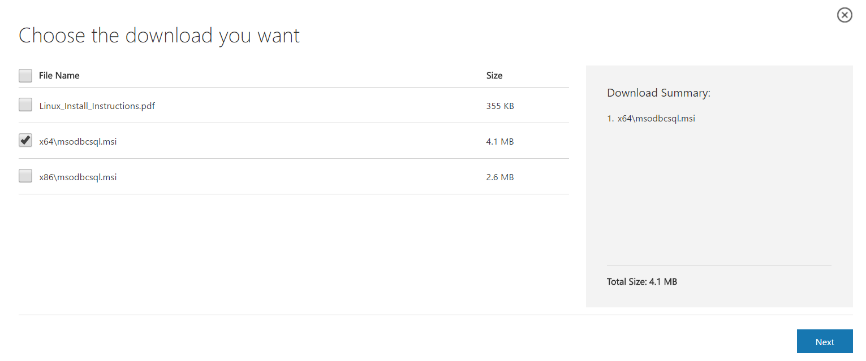 Choose the download you want
File Name Size
Linux_Install_Instructions.pdf 355 KB
x64\msodbcsql.msi 4.1 MB
x86\msodbcsql.msi 2.6 MB
Download Summary:
1. x64\msodbcsql.msi
Total Size: 4.1 MB
Next